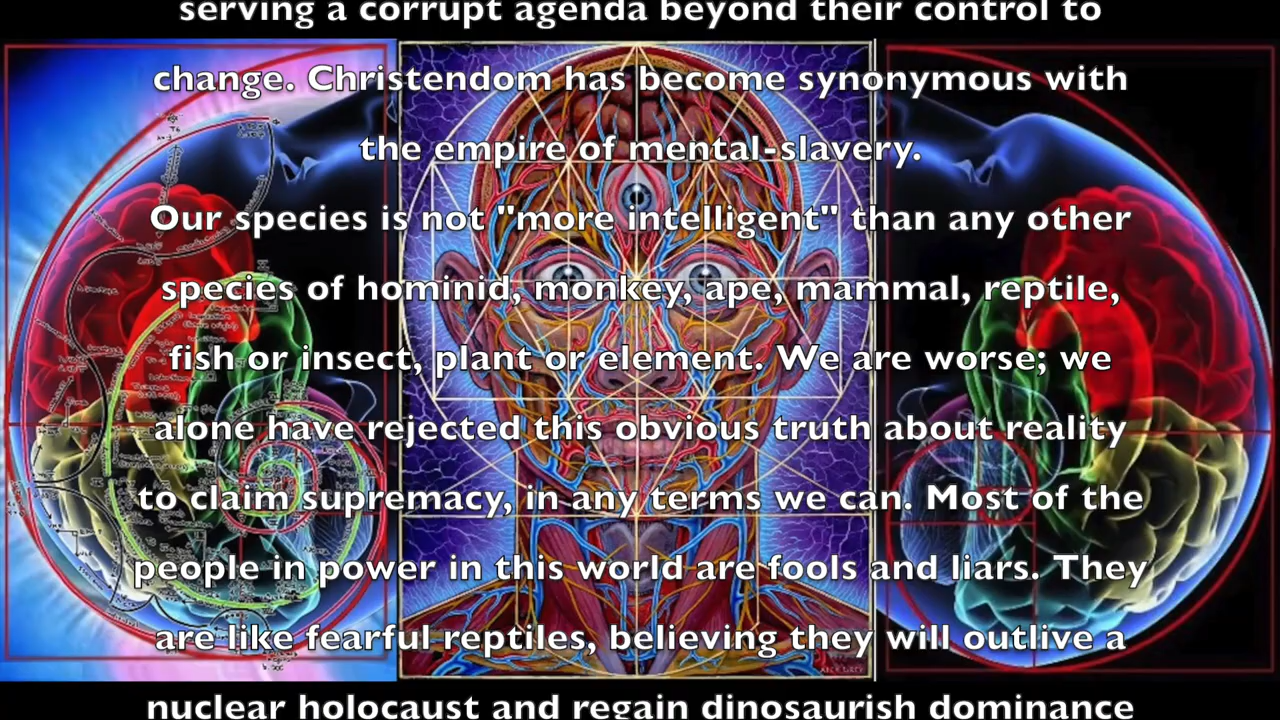 serving a corrupt agenda beyond their control to
change. Christendom has become synonymous with
the empire of mental-slavery.
Our species is not "more intelligent" than any other
species of hominid, monkey, ape, mammal, reptile,
fish or insect, plant or element. We are worse; we
alone have rejected this obvious truth about reality
to claim supremacy, in any terms we can. Most of the
people in power in this world are fools and liars. They
are like fearful reptiles, believing they will outlive a
nuclear holocaust and regain dinosaurish dominance